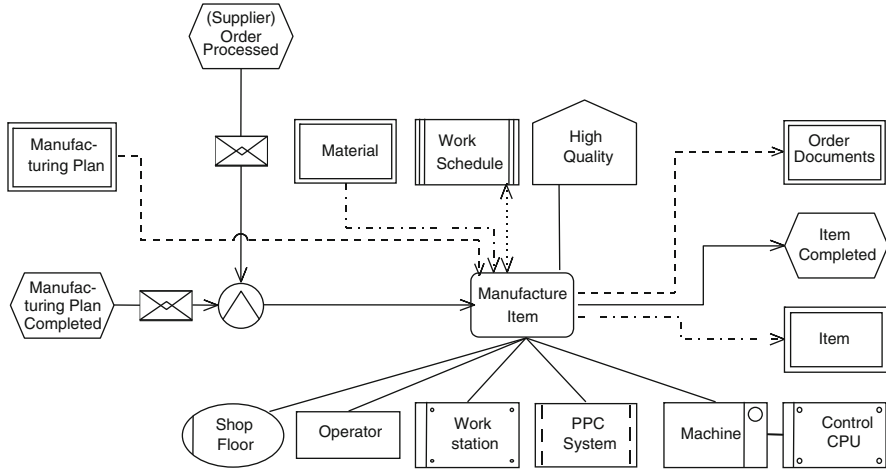 (Supplier)
Order
Processed
Manufac-
turing Plan
Material
Work
Schedule
High
Quality
Order
Documents
Manufac-
turing Plan
Completed
Manufacture
Item
Item
Completed
Item
Shop
Floor
Operator
Work
station
PPC
System
Machine
Control
CPU